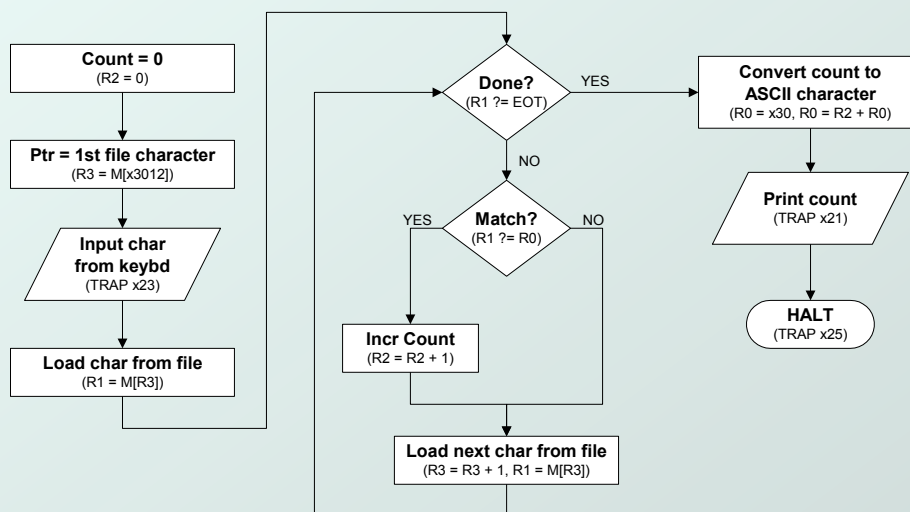 Count = 0
(R2 = 0)
Ptr = 1st file character
(R3 = M[x3012])
Input char
from keybd
(TRAP x23)
Load char from file
(R1 = M[R3])
Done?
(R1 ?= EOT)
YES
NO
Match?
(R1 ?= R0)
YES
NO
Incr Count
(R2 = R2 + 1)
Load next char from file
(R3 = R3 + 1, R1 = M[R3])
Convert count to
ASCII character
(R0 = x30, R0 = R2 + R0)
Print count
(TRAP x21)
HALT
(TRAP x25)